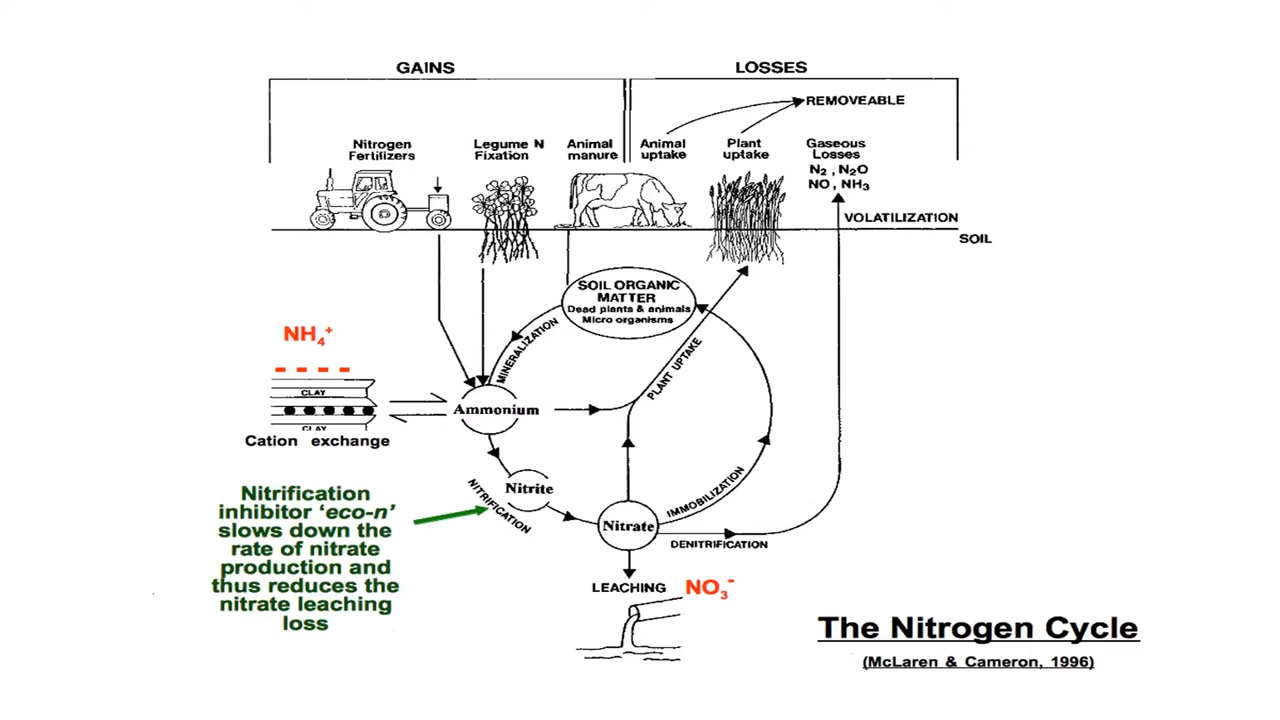 GAINS
LOSSES
REMOVEABLE
Nitrogen
Fertilizers
Legume N
Fixation
Animal
manure
Animal
uptake
Plant
uptake
Gaseous
Losses
N₂ , N₂O
NO , NH₃
VOLATILIZATION
SOIL
SOIL ORGANIC
MATTER
Dead plants & animals
Micro organisms
MINERALIZATION
PLANT UPTAKE
NH₄⁺
CLAY
CLAY
Cation exchange
Ammonium
Nitrite
NITRIFICATION
Nitrate
IMMOBILIZATION
DENITRIFICATION
LEACHING
NO₃⁻
Nitrification
inhibitor ‘eco-n’
slows down the
rate of nitrate
production and
thus reduces the
nitrate leaching
loss
The Nitrogen Cycle
(McLaren & Cameron, 1996)